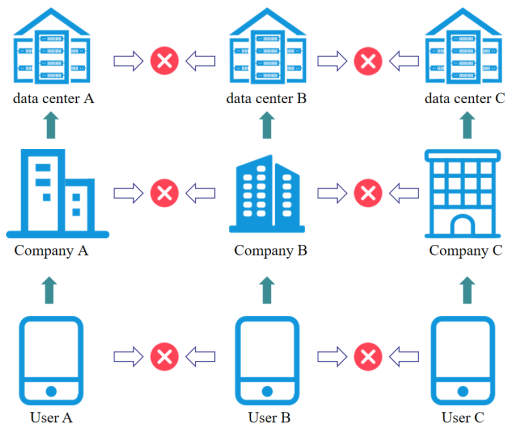 data center A
data center B
data center C
Company A
Company B
Company C
User A
User B
User C